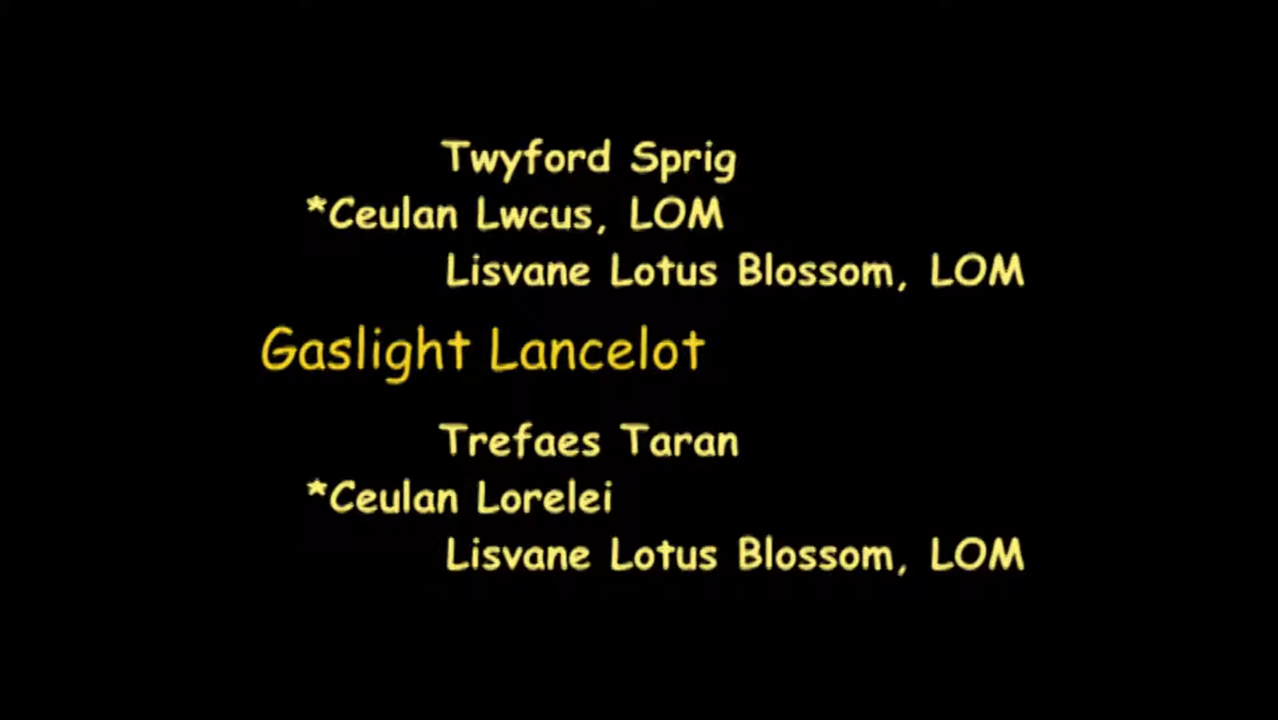 Twyford Sprig
*Ceulan Lwcus, LOM
Lisvane Lotus Blossom, LOM
Gaslight Lancelot
Trefaes Taran
*Ceulan Lorelei
Lisvane Lotus Blossom, LOM